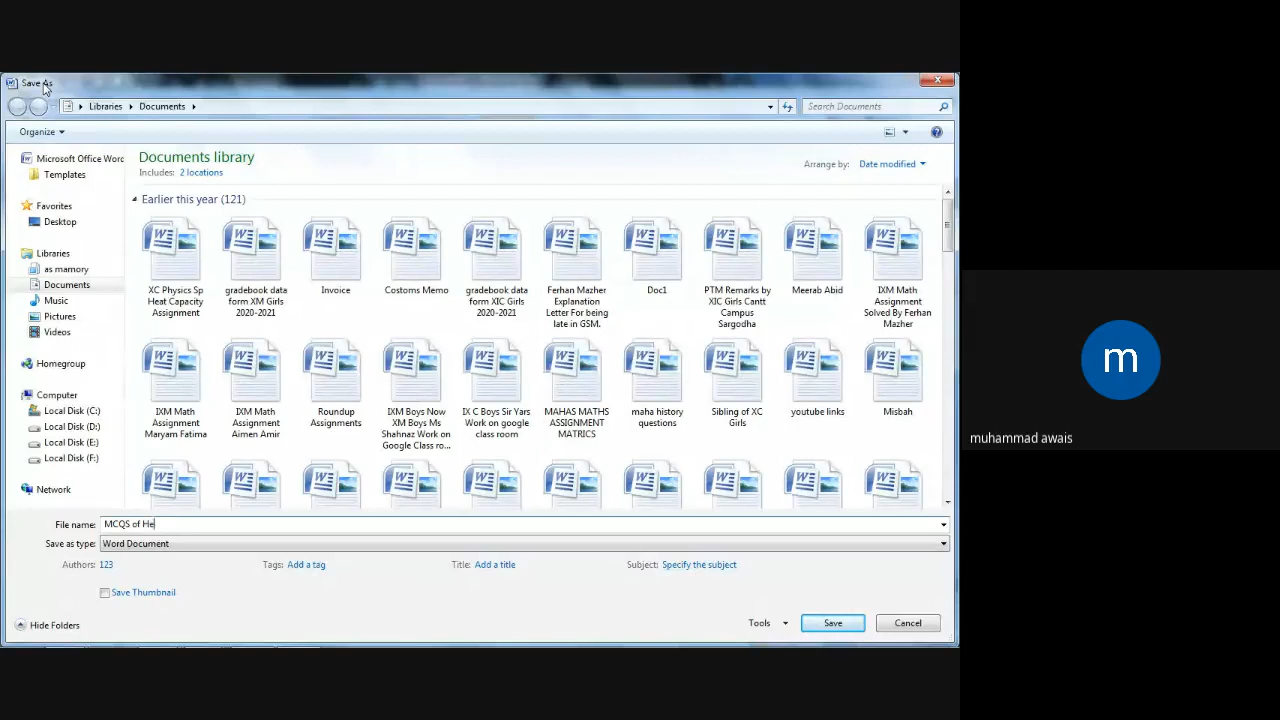 Save As
Libraries
Documents
Search Documents
Organize
Microsoft Office Word
Templates
Favorites
Desktop
Libraries
as mamory
Documents
Music
Pictures
Videos
Homegroup
Computer
Local Disk (C:)
Local Disk (D:)
Local Disk (E:)
Local Disk (F:)
Network
Documents library
Includes: 2 locations
Arrange by: Date modified
Earlier this year (121)
XC Physics Sp
Heat Capacity
Assignment
gradebook data
form XM Girls
2020-2021
Invoice
Customs Memo
gradebook data
form XIC Girls
2020-2021
Ferhan Mazher
Explanation
Letter For being
late in GSM.
Doc1
PTM Remarks by
XIC Girls Cantt
Campus
Sargodha
Meerab Abid
IXM Math
Assignment
Solved By Ferhan
Mazher
IXM Math
Assignment
Maryam Fatima
IXM Math
Assignment
Aimen Amir
Roundup
Assignments
IXM Boys Now
XM Boys Ms
Shahnaz Work on
Google Class ro...
IX C Boys Sir Yars
Work on google
class room
MAHAS MATHS
ASSIGNMENT
MATRICS
maha history
questions
Sibling of XC
Girls
youtube links
Misbah
File name: MCQS of He
Save as type: Word Document
Authors: 123
Tags: Add a tag
Title: Add a title
Subject: Specify the subject
Save Thumbnail
Hide Folders
Tools
Save
Cancel
m
muhammad awais